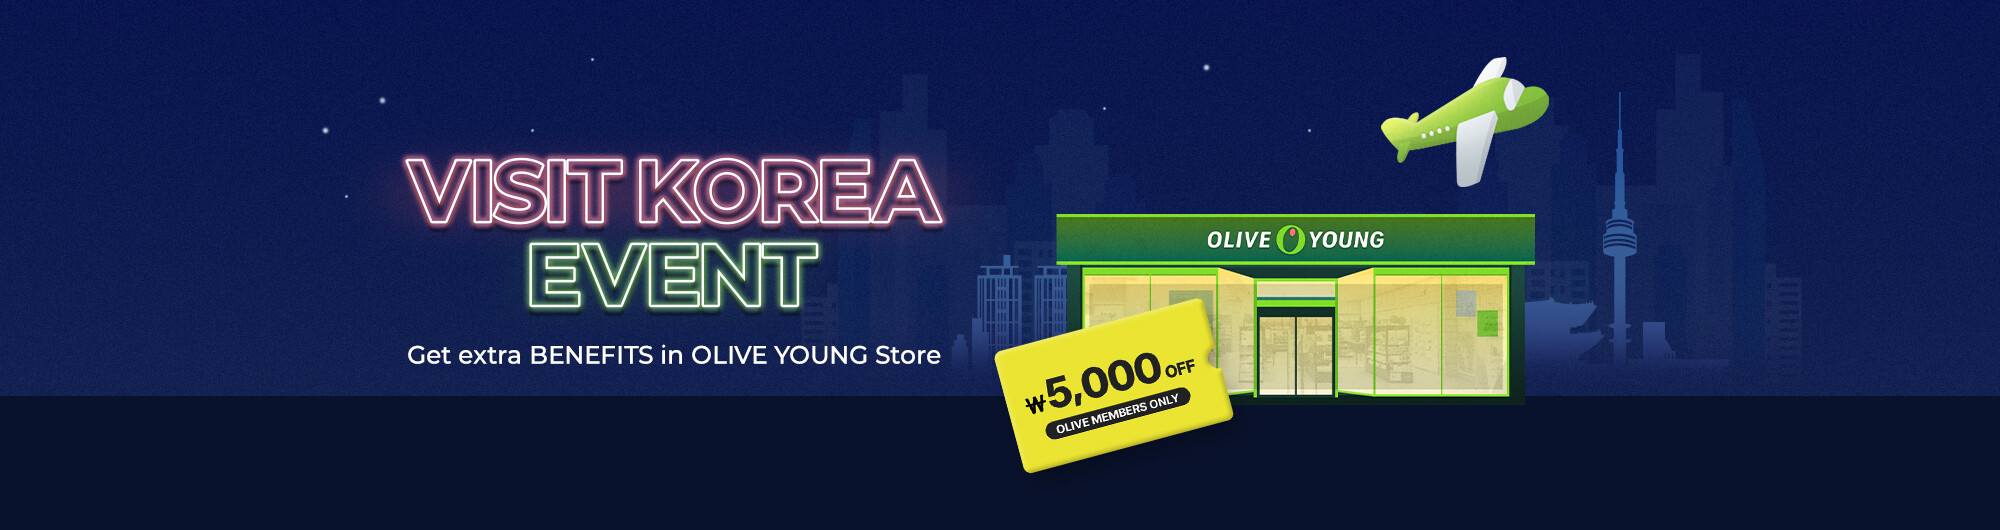 VISIT KOREA
EVENT
Get extra BENEFITS in OLIVE YOUNG Store
OLIVE YOUNG
₩5,000 OFF
OLIVE MEMBERS ONLY